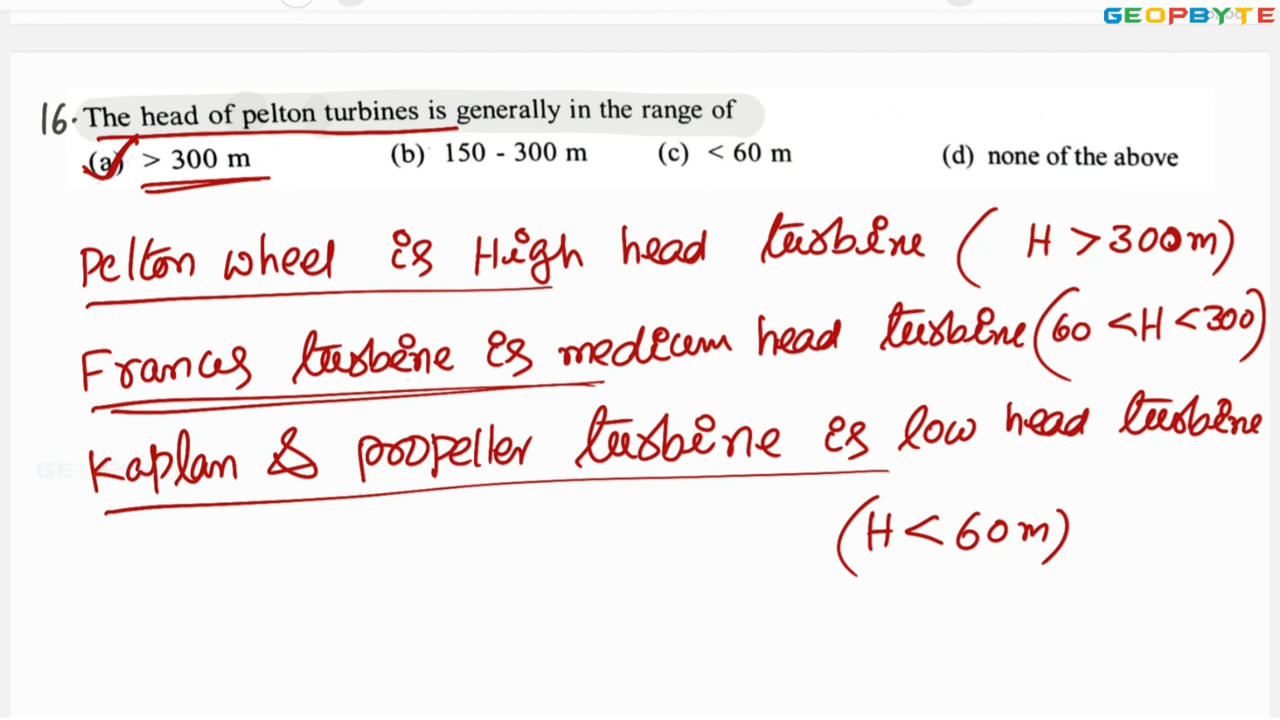 GEOPBYTE
16. The head of pelton turbines is generally in the range of
(a) > 300 m (b) 150 - 300 m (c) < 60 m (d) none of the above
Pelton wheel is High head turbine ( H > 300m)
Francis turbine is medium head turbine (60 < H < 300)
Kaplan & propeller turbine is low head turbine
(H < 60m)